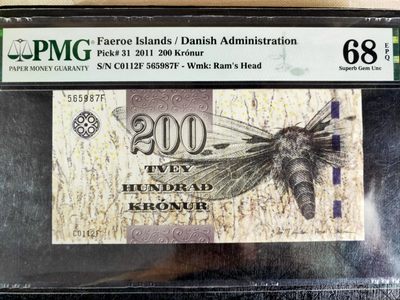 PMG
PAPER MONEY GUARANTY
Faeroe Islands / Danish Administration
Pick# 31 2011 200 Krónur
S/N C0112F 565987F - Wmk: Ram's Head
68 EPQ
Superb Gem Unc
565987F
200
TVEY
HUNDRAÐ
KRÓNUR
C0112F